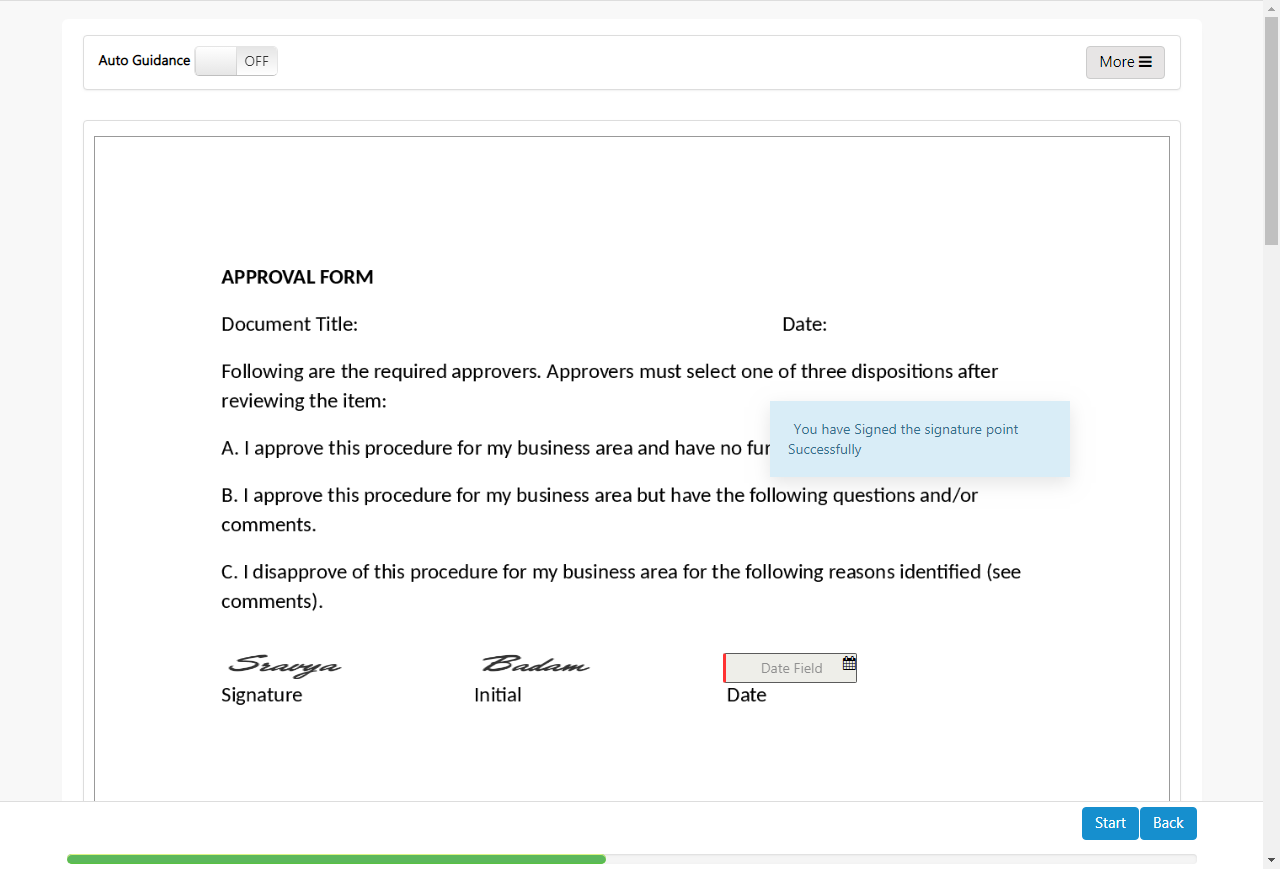 Auto Guidance OFF More
APPROVAL FORM
Document Title: Date:
Following are the required approvers. Approvers must select one of three dispositions after
reviewing the item:
A. I approve this procedure for my business area and have no fur
You have Signed the signature point
Successfully
B. I approve this procedure for my business area but have the following questions and/or
comments.
C. I disapprove of this procedure for my business area for the following reasons identified (see
comments).
Sravya Badam Date Field
Signature Initial Date
Start Back